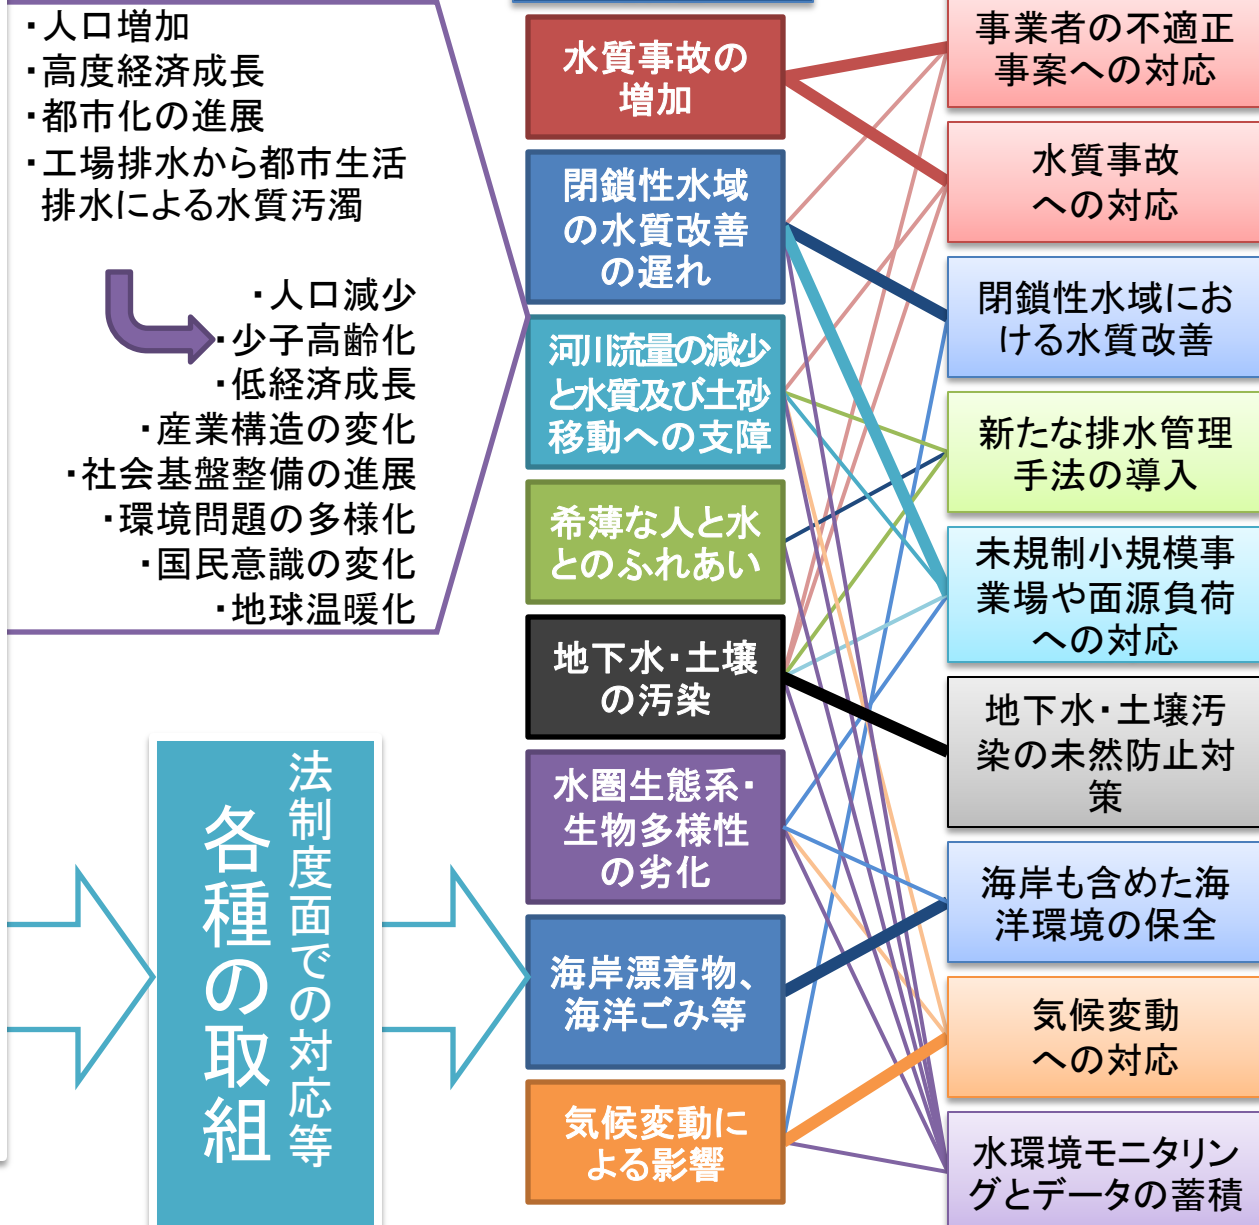 ・人口増加
・高度経済成長
・都市化の進展
・工場排水から都市生活
排水による水質汚濁
・人口減少
・少子高齢化
・低経済成長
・産業構造の変化
・社会基盤整備の進展
・環境問題の多様化
・国民意識の変化
・地球温暖化
法制度面での対応等
各種の取組
水質事故の
増加
閉鎖性水域
の水質改善
の遅れ
河川流量の減少
と水質及び土砂
移動への支障
希薄な人と水
とのふれあい
地下水・土壌
の汚染
水圏生態系・
生物多様性
の劣化
海岸漂着物、
海洋ごみ等
気候変動に
よる影響
事業者の不適正
事案への対応
水質事故
への対応
閉鎖性水域にお
ける水質改善
新たな排水管理
手法の導入
未規制小規模事
業場や面源負荷
への対応
地下水・土壌汚
染の未然防止対
策
海岸も含めた海
洋環境の保全
気候変動
への対応
水環境モニタリン
グとデータの蓄積